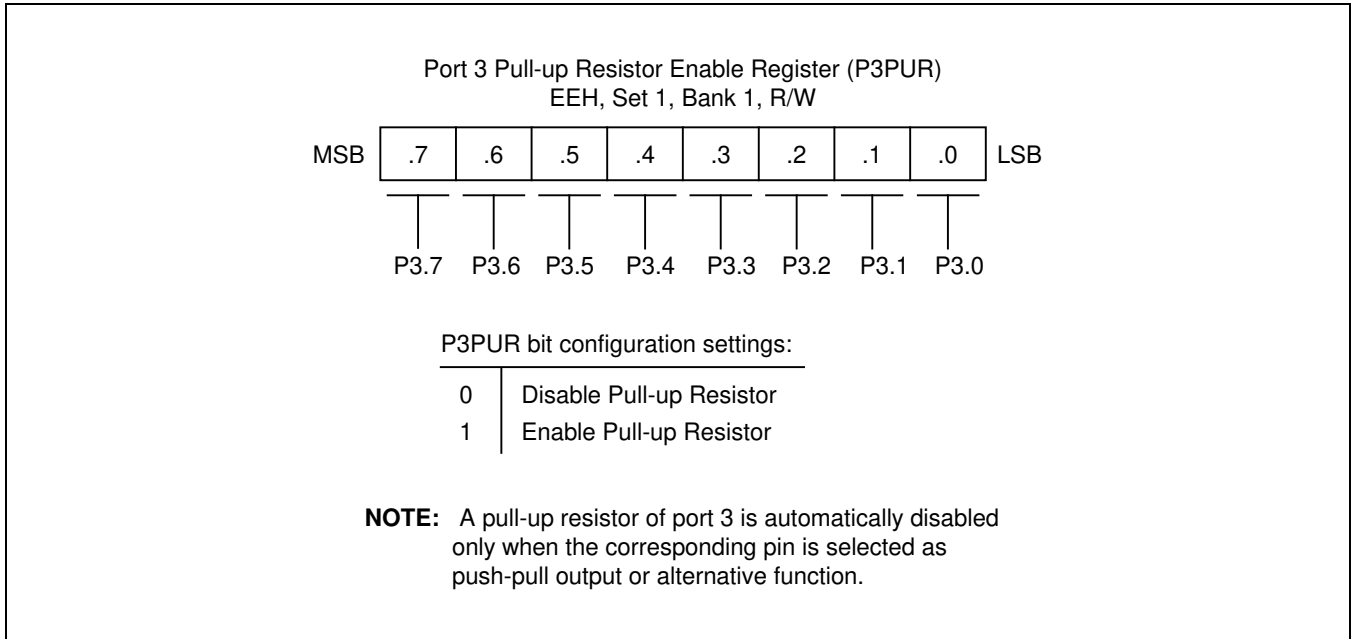 Port 3 Pull-up Resistor Enable Register (P3PUR)
EEH, Set 1, Bank 1, R/W
MSB .7 .6 .5 .4 .3 .2 .1 .0 LSB
P3.7 P3.6 P3.5 P3.4 P3.3 P3.2 P3.1 P3.0
P3PUR bit configuration settings:
0 Disable Pull-up Resistor
1 Enable Pull-up Resistor
NOTE: A pull-up resistor of port 3 is automatically disabled
only when the corresponding pin is selected as
push-pull output or alternative function.